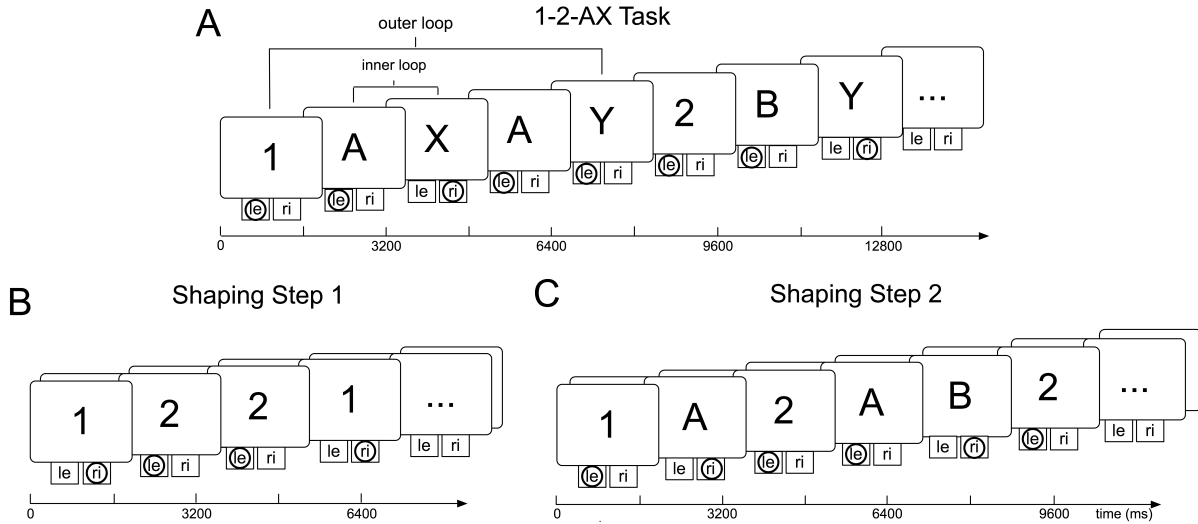 A
1-2-AX Task
outer loop
inner loop
1 A X A Y 2 B Y ...
le ri le ri le ri le ri le ri le ri le ri le ri le ri
0 3200 6400 9600 12800
B
Shaping Step 1
1 2 2 1 ...
le ri le ri le ri le ri le ri
0 3200 6400
C
Shaping Step 2
1 A 2 A B 2 ...
le ri le ri le ri le ri le ri le ri le ri
0 3200 6400 9600 time (ms)